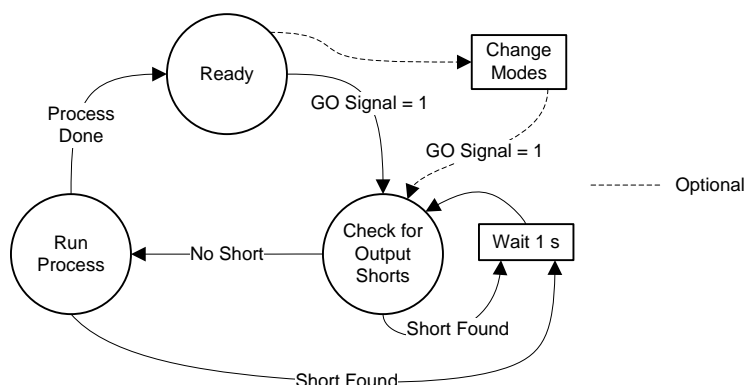 Ready
Change
Modes
GO Signal = 1
Process
Done
GO Signal = 1
Optional
Run
Process
No Short
Check for
Output
Shorts
Wait 1 s
Short Found
Short Found